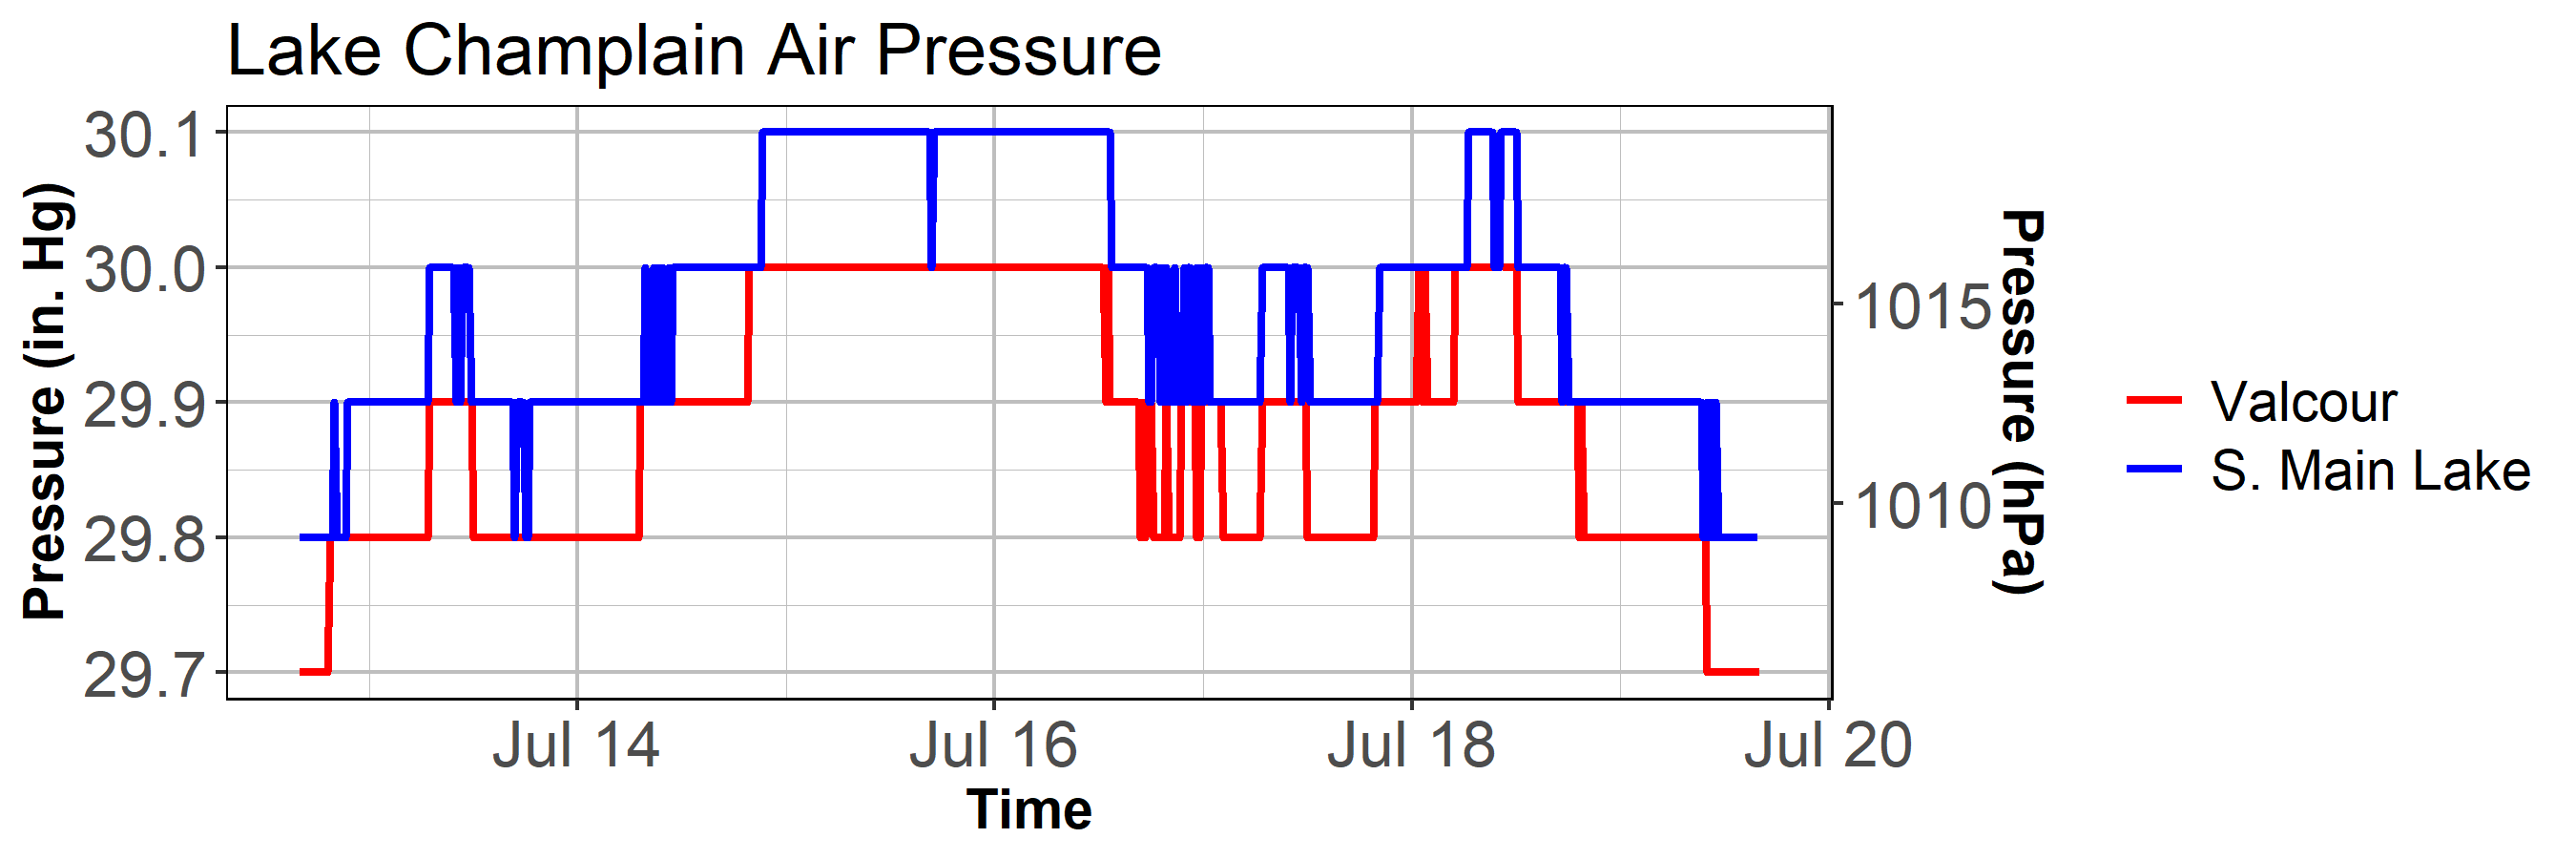 Lake Champlain Air Pressure
Pressure (in. Hg)
30.1
30.0
29.9
29.8
29.7
1015
1010
Pressure (hPa)
Jul 14
Jul 16
Jul 18
Jul 20
Time
Valcour
S. Main Lake